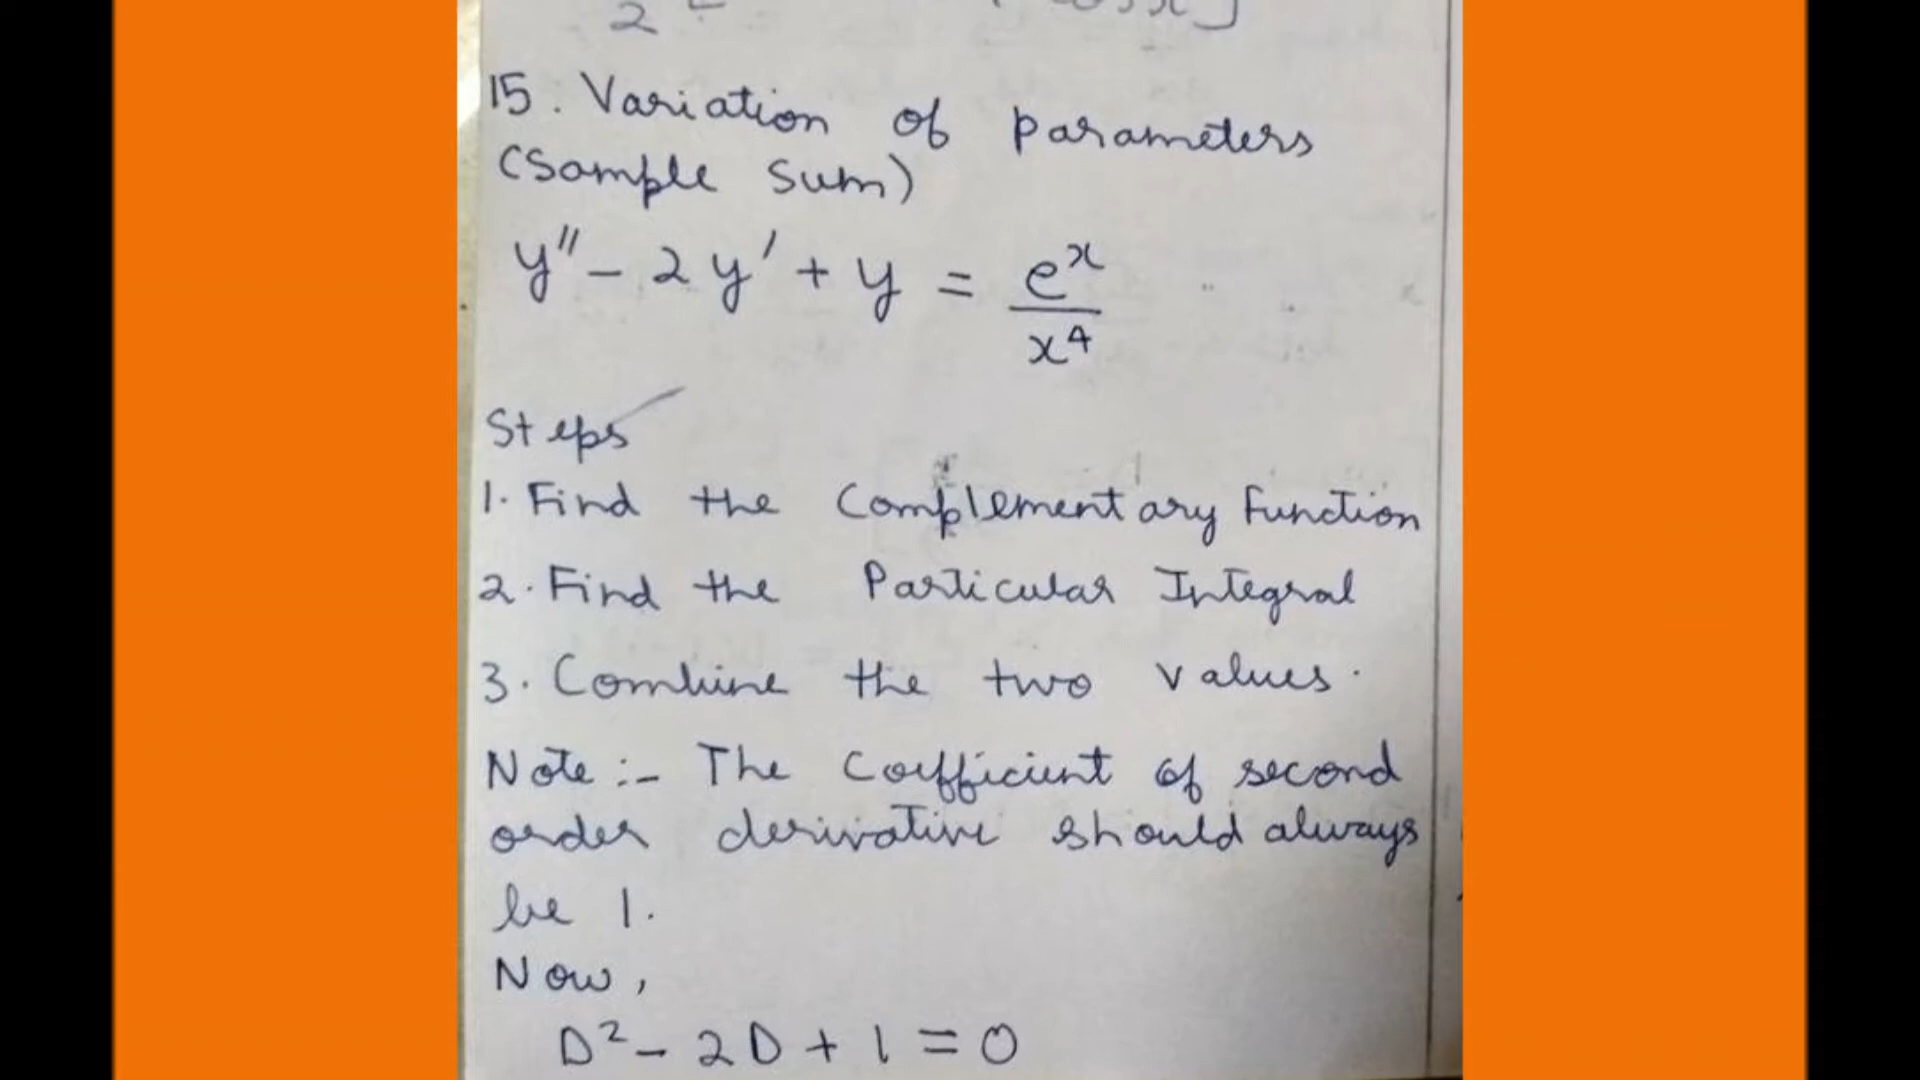 2
15. Variation of parameters
(Sample Sum)
y'' - 2y' + y = e^x / x^4
Steps
1. Find the Complementary Function
2. Find the Particular Integral
3. Combine the two values.
Note :- The Coefficient of second
order derivative should always
be 1.
Now,
D² - 2D + 1 = 0